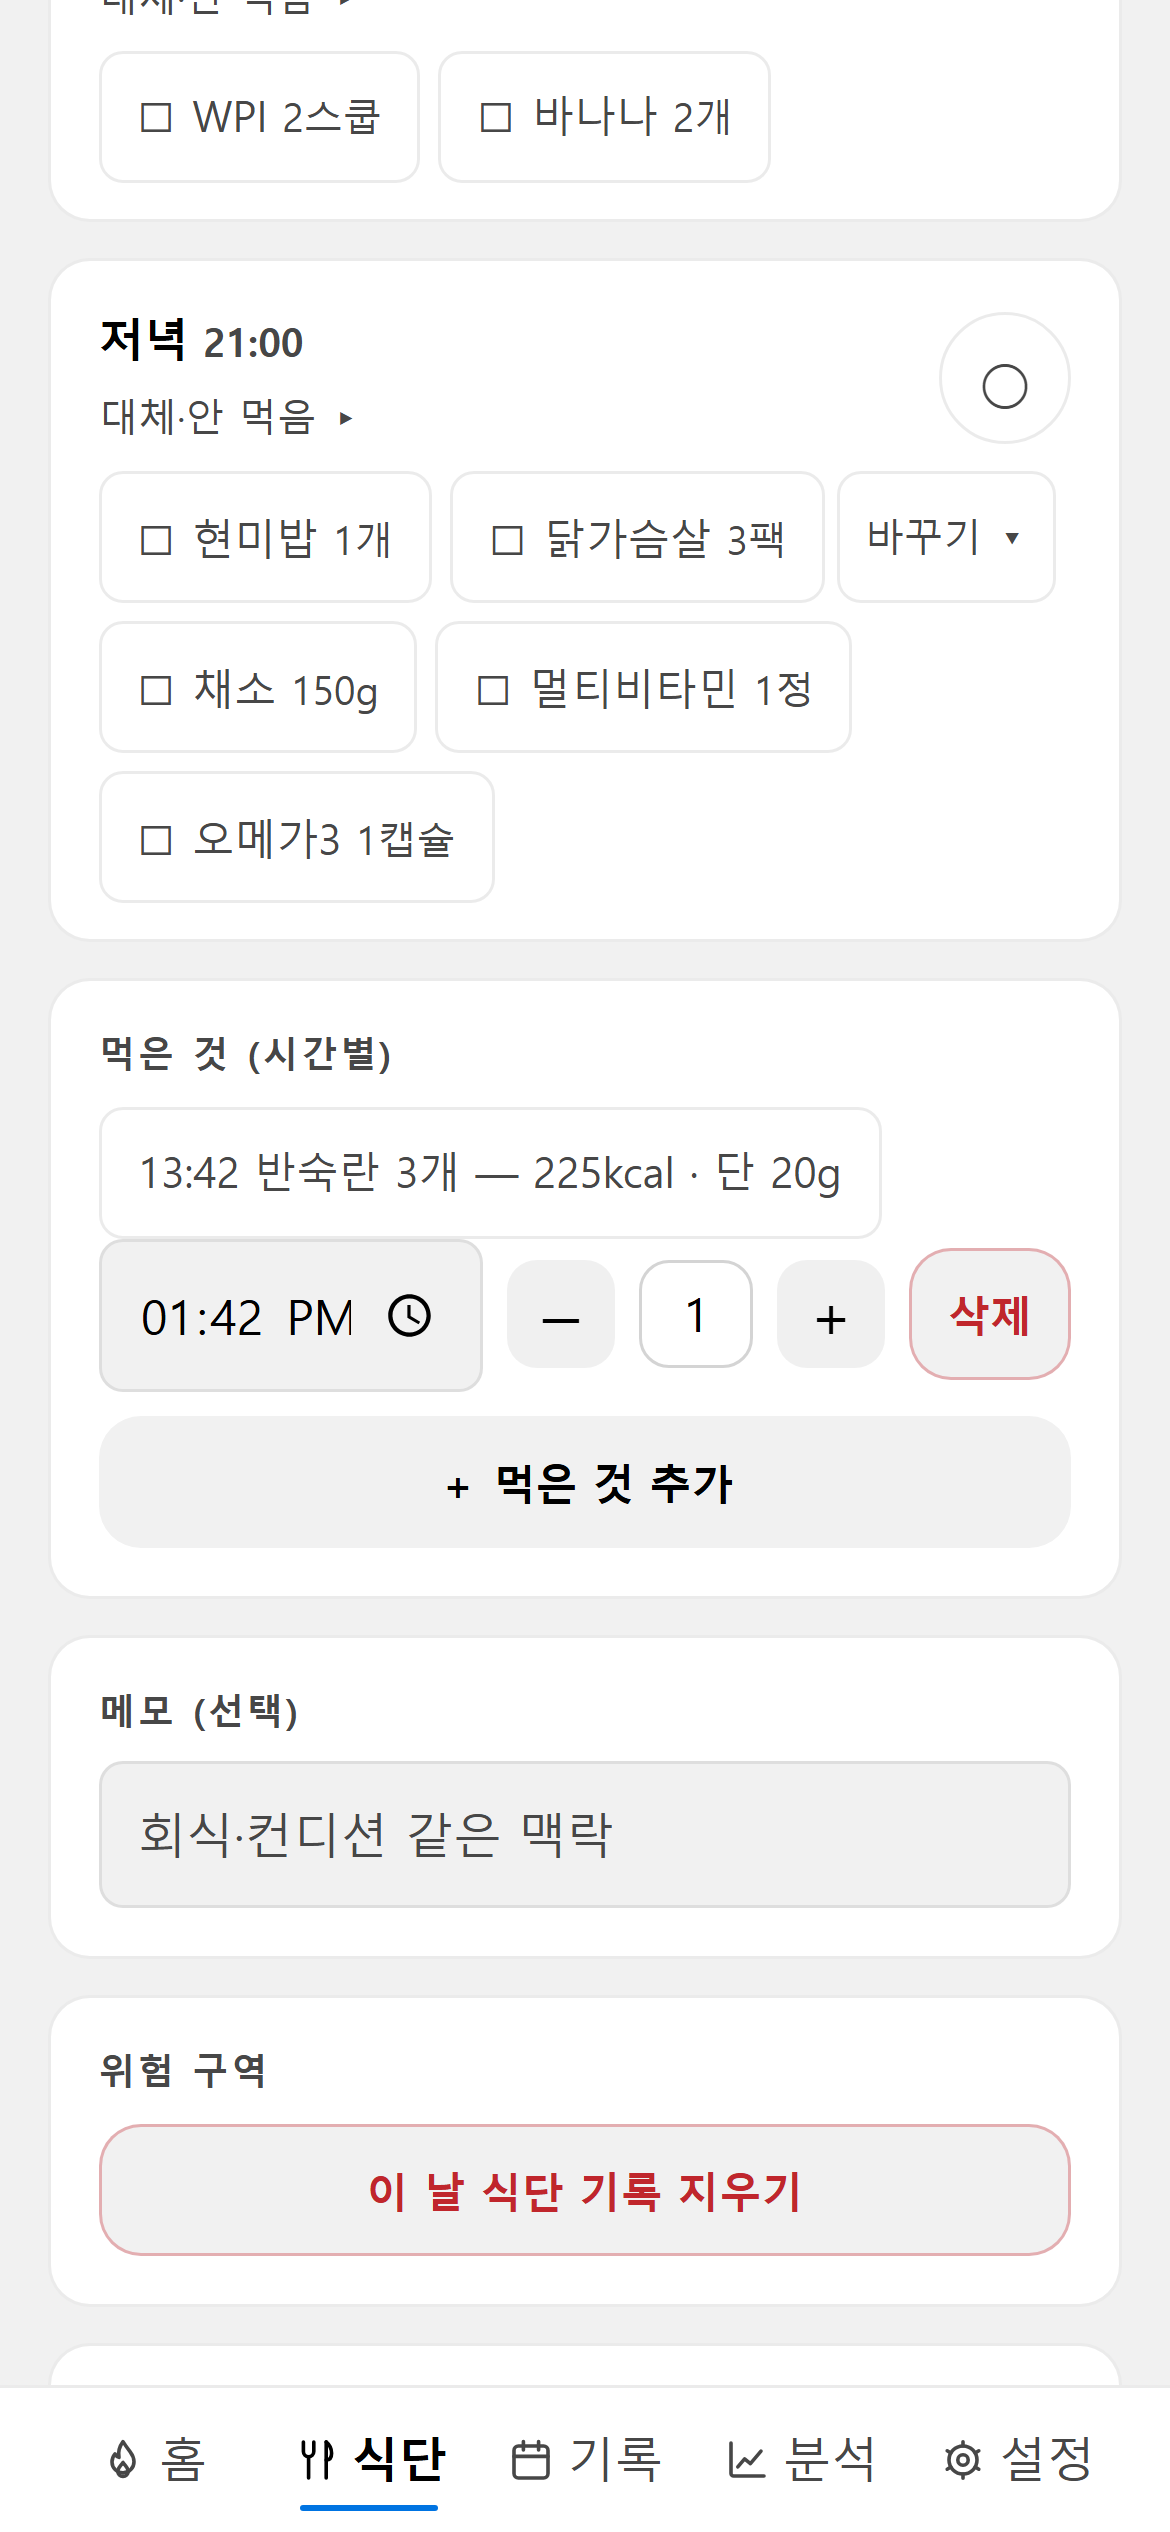 대체·안 먹음 ▸
☐ WPI 2스쿱 ☐ 바나나 2개
저녁 21:00
대체·안 먹음 ▸
☐ 현미밥 1개 ☐ 닭가슴살 3팩 바꾸기 ▾
☐ 채소 150g ☐ 멀티비타민 1정
☐ 오메가3 1캡슐
먹은 것 (시간별)
13:42 반숙란 3개 — 225kcal · 단 20g
01:42 PM — 1 + 삭제
+ 먹은 것 추가
메모 (선택)
회식·컨디션 같은 맥락
위험 구역
이 날 식단 기록 지우기
홈 식단 기록 분석 설정